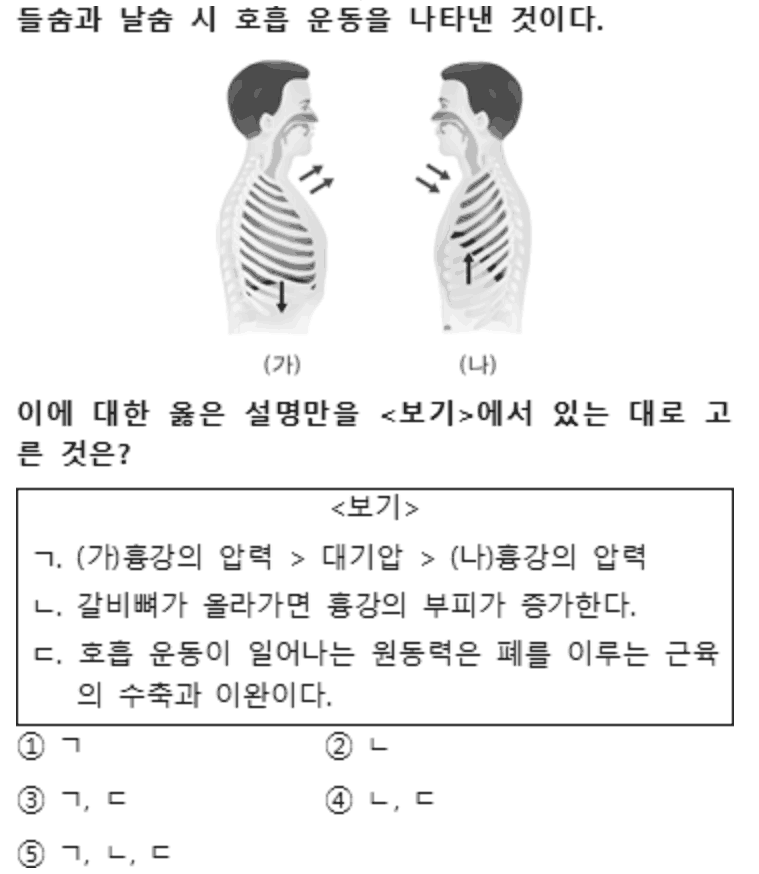 들숨과 날숨 시 호흡 운동을 나타낸 것이다.
(가) (나)
이에 대한 옳은 설명만을 <보기>에서 있는 대로 고
른 것은?
<보기>
ㄱ. (가)흉강의 압력 > 대기압 > (나)흉강의 압력
ㄴ. 갈비뼈가 올라가면 흉강의 부피가 증가한다.
ㄷ. 호흡 운동이 일어나는 원동력은 폐를 이루는 근육
의 수축과 이완이다.
① ㄱ ② ㄴ
③ ㄱ, ㄷ ④ ㄴ, ㄷ
⑤ ㄱ, ㄴ, ㄷ